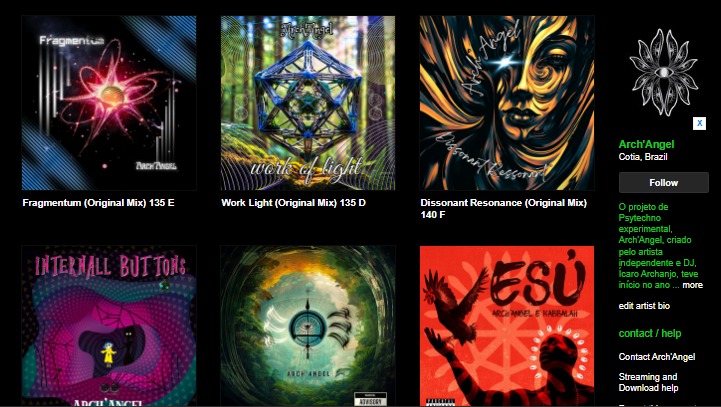 Fragmentum
ARCH'ANGEL
Fragmentum (Original Mix) 135 E
Arch'Angel
work of light
Work Light (Original Mix) 135 D
Arch Angel
Dissonant Ressonant
Dissonant Resonance (Original Mix)
140 F
INTERNALL BUTTONS
ARCH'ANGEL
ARCH ANGEL
ADVISORY
ESÚ
ARCH'ANGEL E KABBALAH
PARENTAL
X
Arch'Angel
Cotia, Brazil
Follow
O projeto de
Psytechno
experimental,
Arch'Angel, criado
pelo artista
independente e DJ,
Ícaro Archanjo, teve
início no ano ... more
edit artist bio
contact / help
Contact Arch'Angel
Streaming and
Download help